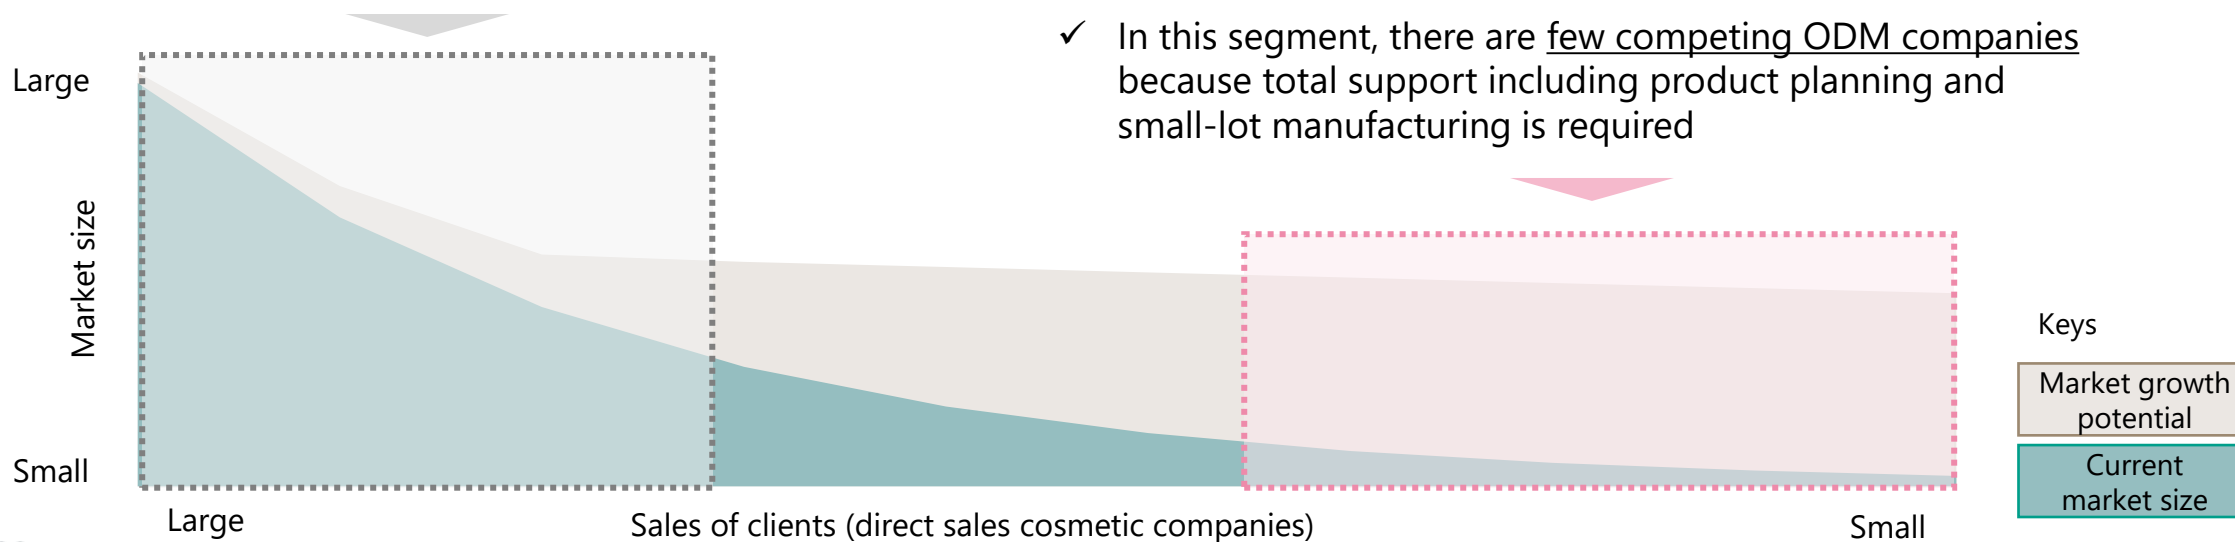 ✓ In this segment, there are few competing ODM companies
because total support including product planning and
small-lot manufacturing is required
Large
Market size
Small
Large
Sales of clients (direct sales cosmetic companies)
Small
Keys
Market growth
potential
Current
market size